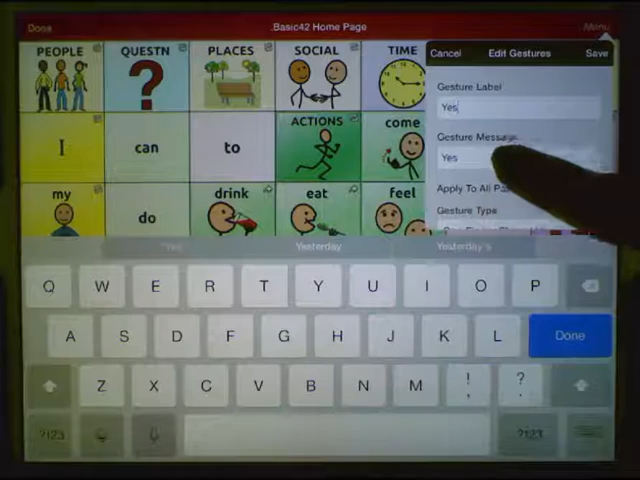 Done .Basic42 Home Page Menu
PEOPLE QUESTN PLACES SOCIAL TIME
Cancel Edit Gestures Save
Gesture Label
Yes
Gesture Message
Yes
Apply To All
Gesture Type
I can to ACTIONS come
my do drink eat feel
"Yes" Yesterday Yesterday's
Q W E R T Y U I O P
A S D F G H J K L Done
Z X C V B N M ! , ? .
.?123 .?123